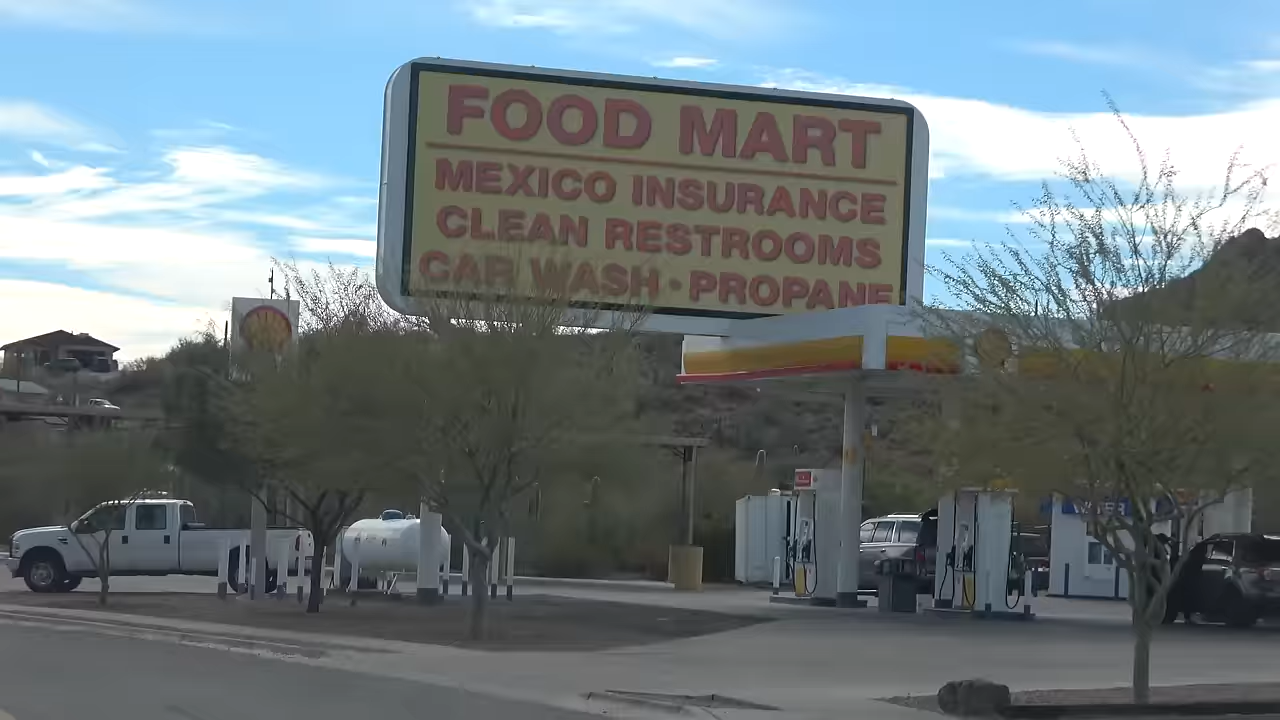 FOOD MART
MEXICO INSURANCE
CLEAN RESTROOMS
CAR WASH · PROPANE
WATER